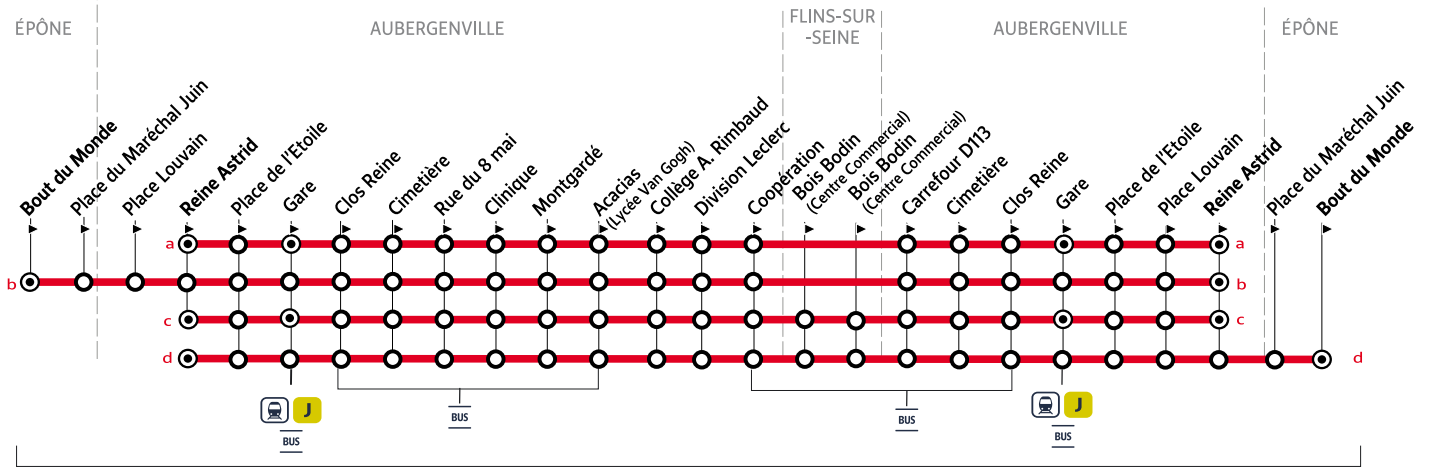 ÉPÔNE
AUBERGENVILLE
FLINS-SUR
-SEINE
AUBERGENVILLE
ÉPÔNE
Bout du Monde
Place du Maréchal Juin
Place Louvain
Reine Astrid
Place de l'Etoile
Gare
Clos Reine
Cimetière
Rue du 8 mai
Clinique
Montgardé
Acacias
(Lycée Van Gogh)
Collège A. Rimbaud
Division Leclerc
Coopération
Bois Bodin
(Centre Commercial)
Bois Bodin
(Centre Commercial)
Carrefour D113
Cimetière
Clos Reine
Gare
Place de l'Etoile
Place Louvain
Reine Astrid
Place du Maréchal Juin
Bout du Monde
a
a
b
b
c
c
d
d
J
BUS
BUS
BUS
J
BUS